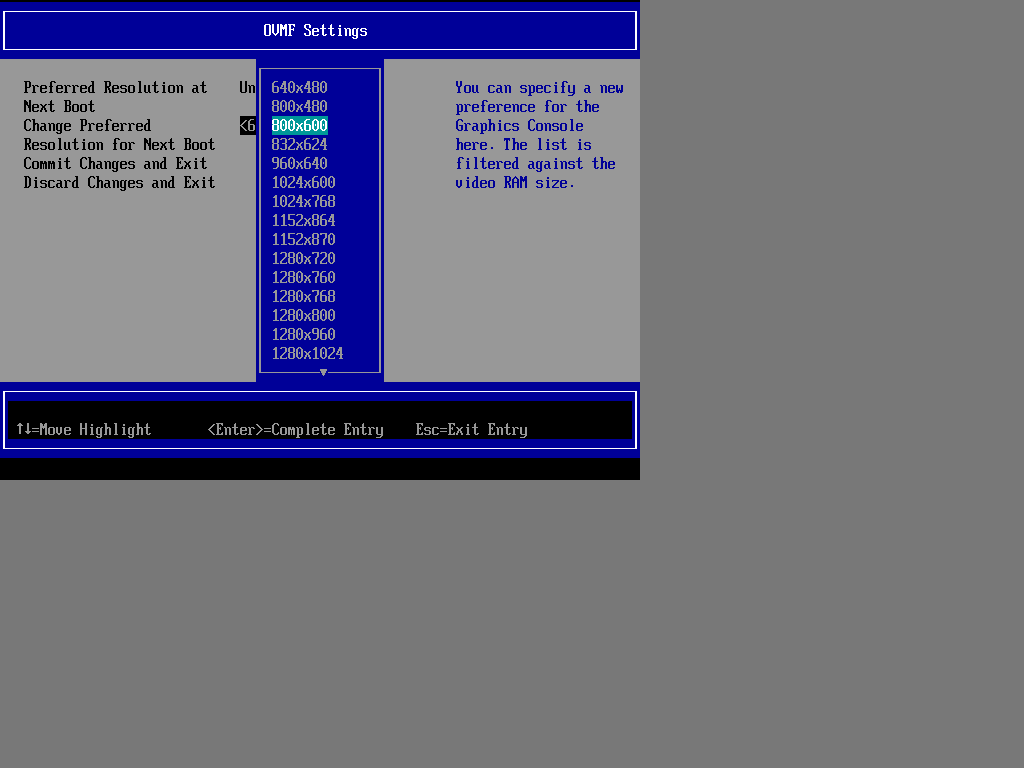 OVMF Settings
Preferred Resolution at Un
Next Boot
Change Preferred <6
Resolution for Next Boot
Commit Changes and Exit
Discard Changes and Exit
640x480
800x480
800x600
832x624
960x640
1024x600
1024x768
1152x864
1152x870
1280x720
1280x760
1280x768
1280x800
1280x960
1280x1024
▼
You can specify a new
preference for the
Graphics Console
here. The list is
filtered against the
video RAM size.
↑↓=Move Highlight <Enter>=Complete Entry Esc=Exit Entry